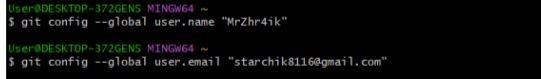 User@DESKTOP-372GENS MINGW64 ~
$ git config --global user.name "MrZhr4ik"
User@DESKTOP-372GENS MINGW64 ~
$ git config --global user.email "starchik8116@gmail.com"